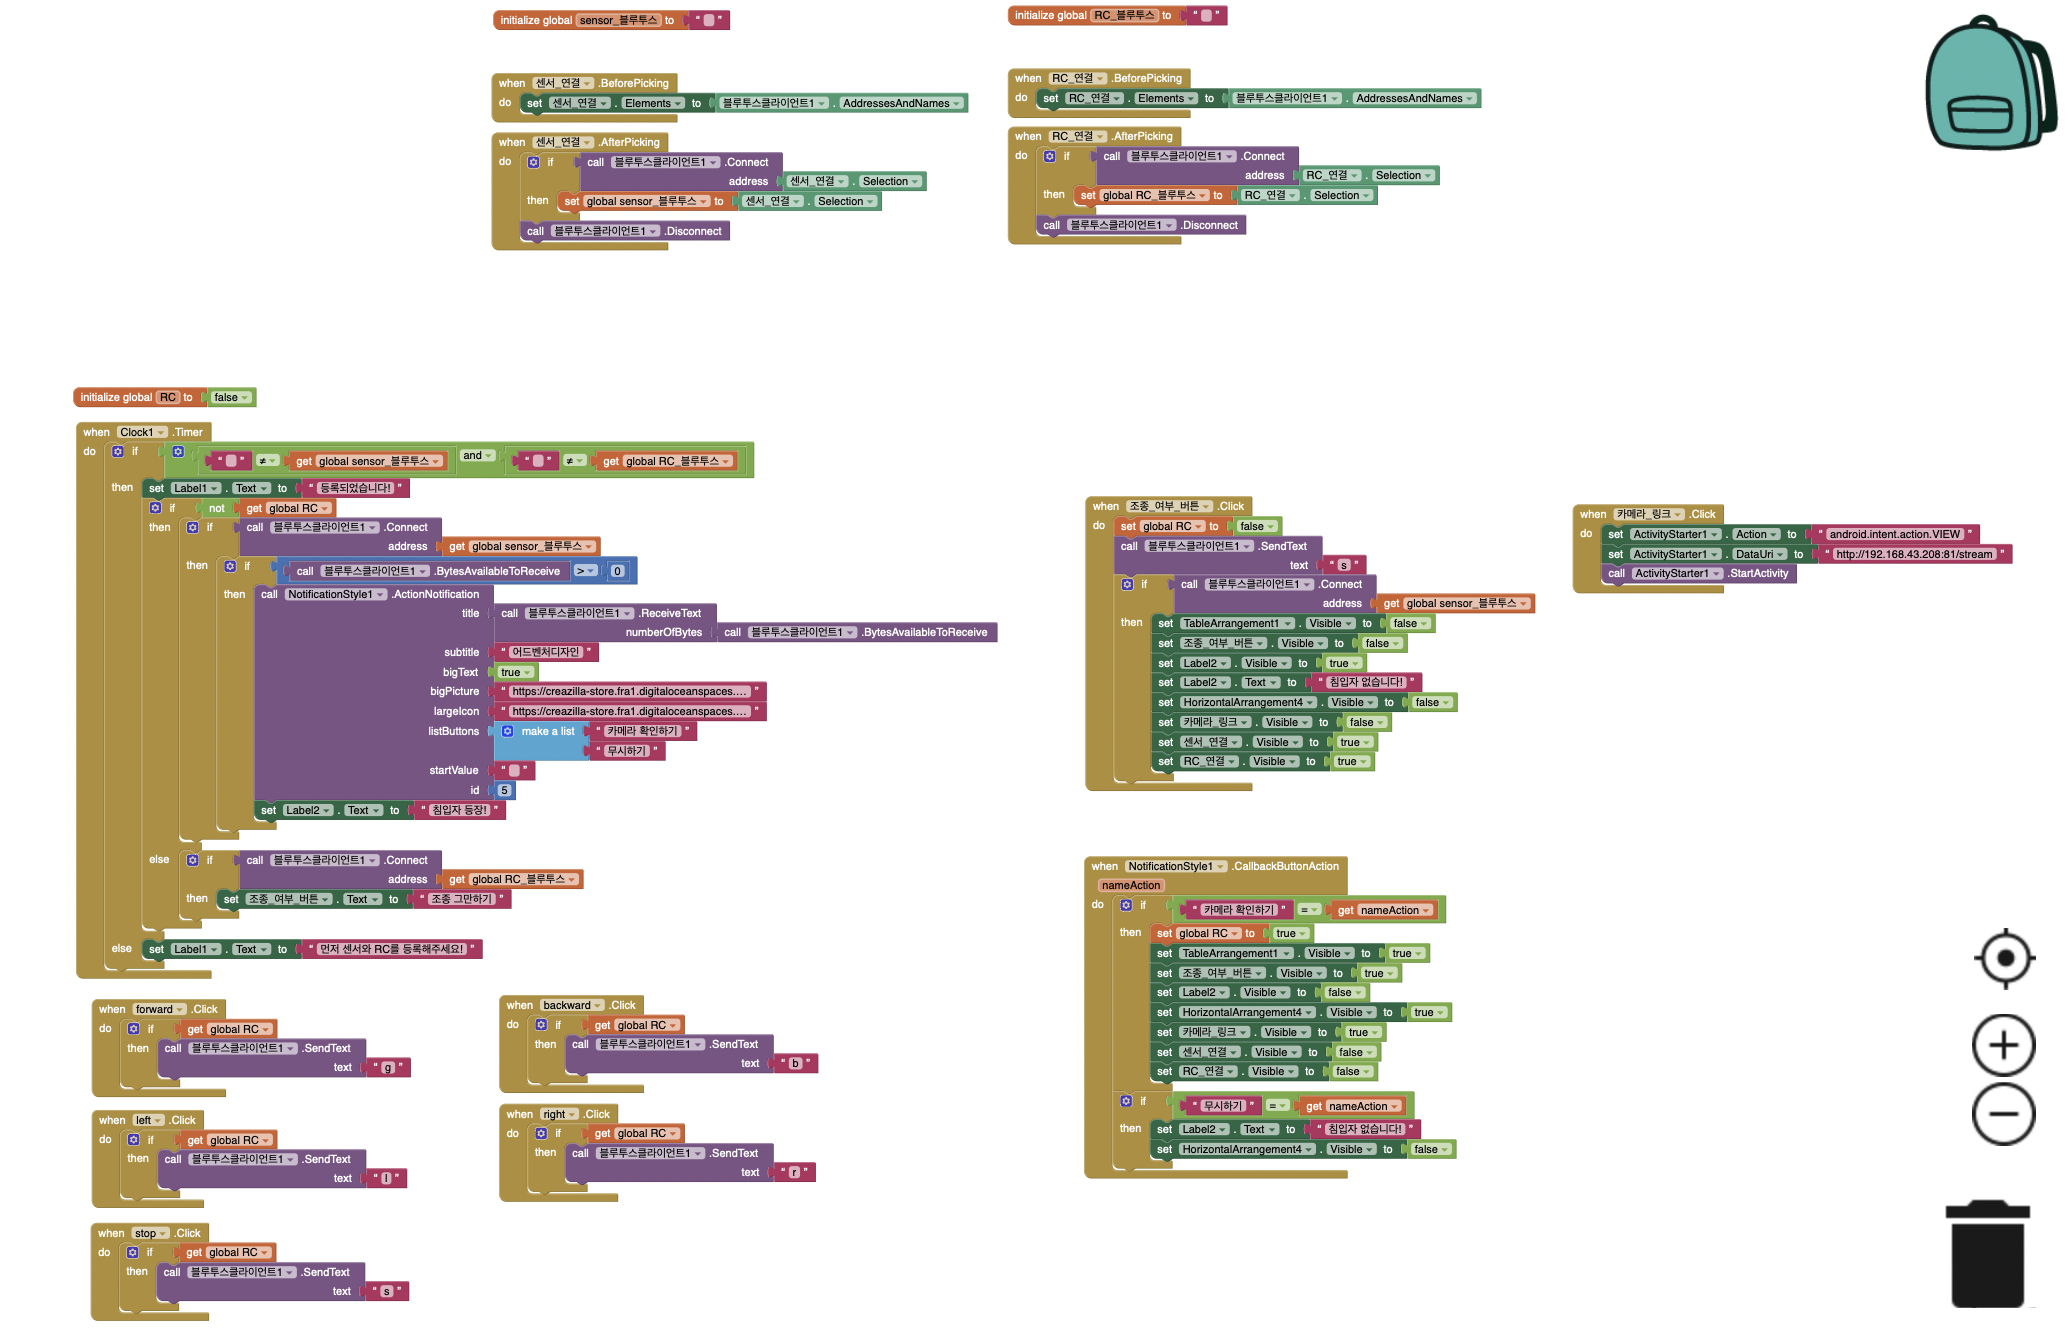 initialize global sensor_블루투스 to " "
when 센서_연결 .BeforePicking
do set 센서_연결 . Elements to 블루투스클라이언트1 . AddressesAndNames
when 센서_연결 .AfterPicking
do if call 블루투스클라이언트1 .Connect
address 센서_연결 . Selection
then set global sensor_블루투스 to 센서_연결 . Selection
call 블루투스클라이언트1 .Disconnect
initialize global RC_블루투스 to " "
when RC_연결 .BeforePicking
do set RC_연결 . Elements to 블루투스클라이언트1 . AddressesAndNames
when RC_연결 .AfterPicking
do if call 블루투스클라이언트1 .Connect
address RC_연결 . Selection
then set global RC_블루투스 to RC_연결 . Selection
call 블루투스클라이언트1 .Disconnect
initialize global RC to false
when Clock1 .Timer
do if " " ≠ get global sensor_블루투스 and " " ≠ get global RC_블루투스
then set Label1 . Text to " 등록되었습니다! "
if not get global RC
then if call 블루투스클라이언트1 .Connect
address get global sensor_블루투스
then if call 블루투스클라이언트1 .BytesAvailableToReceive > 0
then call NotificationStyle1 .ActionNotification
title call 블루투스클라이언트1 .ReceiveText
numberOfBytes call 블루투스클라이언트1 .BytesAvailableToReceive
subtitle " 어드벤처디자인 "
bigText true
bigPicture " https://creazilla-store.fra1.digitaloceanspaces.... "
largeIcon " https://creazilla-store.fra1.digitaloceanspaces.... "
listButtons make a list " 카메라 확인하기 "
" 무시하기 "
startValue " "
id 5
set Label2 . Text to " 침입자 등장! "
else if call 블루투스클라이언트1 .Connect
address get global RC_블루투스
then set 조종_여부_버튼 . Text to " 조종 그만하기 "
else set Label1 . Text to " 먼저 센서와 RC를 등록해주세요! "
when forward .Click
do if get global RC
then call 블루투스클라이언트1 .SendText
text " g "
when backward .Click
do if get global RC
then call 블루투스클라이언트1 .SendText
text " b "
when left .Click
do if get global RC
then call 블루투스클라이언트1 .SendText
text " l "
when right .Click
do if get global RC
then call 블루투스클라이언트1 .SendText
text " r "
when stop .Click
do if get global RC
then call 블루투스클라이언트1 .SendText
text " s "
when 조종_여부_버튼 .Click
do set global RC to false
call 블루투스클라이언트1 .SendText
text " s "
if call 블루투스클라이언트1 .Connect
address get global sensor_블루투스
then set TableArrangement1 . Visible to false
set 조종_여부_버튼 . Visible to false
set Label2 . Visible to true
set Label2 . Text to " 침입자 없습니다! "
set HorizontalArrangement4 . Visible to false
set 카메라_링크 . Visible to false
set 센서_연결 . Visible to true
set RC_연결 . Visible to true
when 카메라_링크 .Click
do set ActivityStarter1 . Action to " android.intent.action.VIEW "
set ActivityStarter1 . DataUri to " http://192.168.43.208:81/stream "
call ActivityStarter1 .StartActivity
when NotificationStyle1 .CallbackButtonAction
nameAction
do if " 카메라 확인하기 " = get nameAction
then set global RC to true
set TableArrangement1 . Visible to true
set 조종_여부_버튼 . Visible to true
set Label2 . Visible to false
set HorizontalArrangement4 . Visible to true
set 카메라_링크 . Visible to true
set 센서_연결 . Visible to false
set RC_연결 . Visible to false
if " 무시하기 " = get nameAction
then set Label2 . Text to " 침입자 없습니다! "
set HorizontalArrangement4 . Visible to false